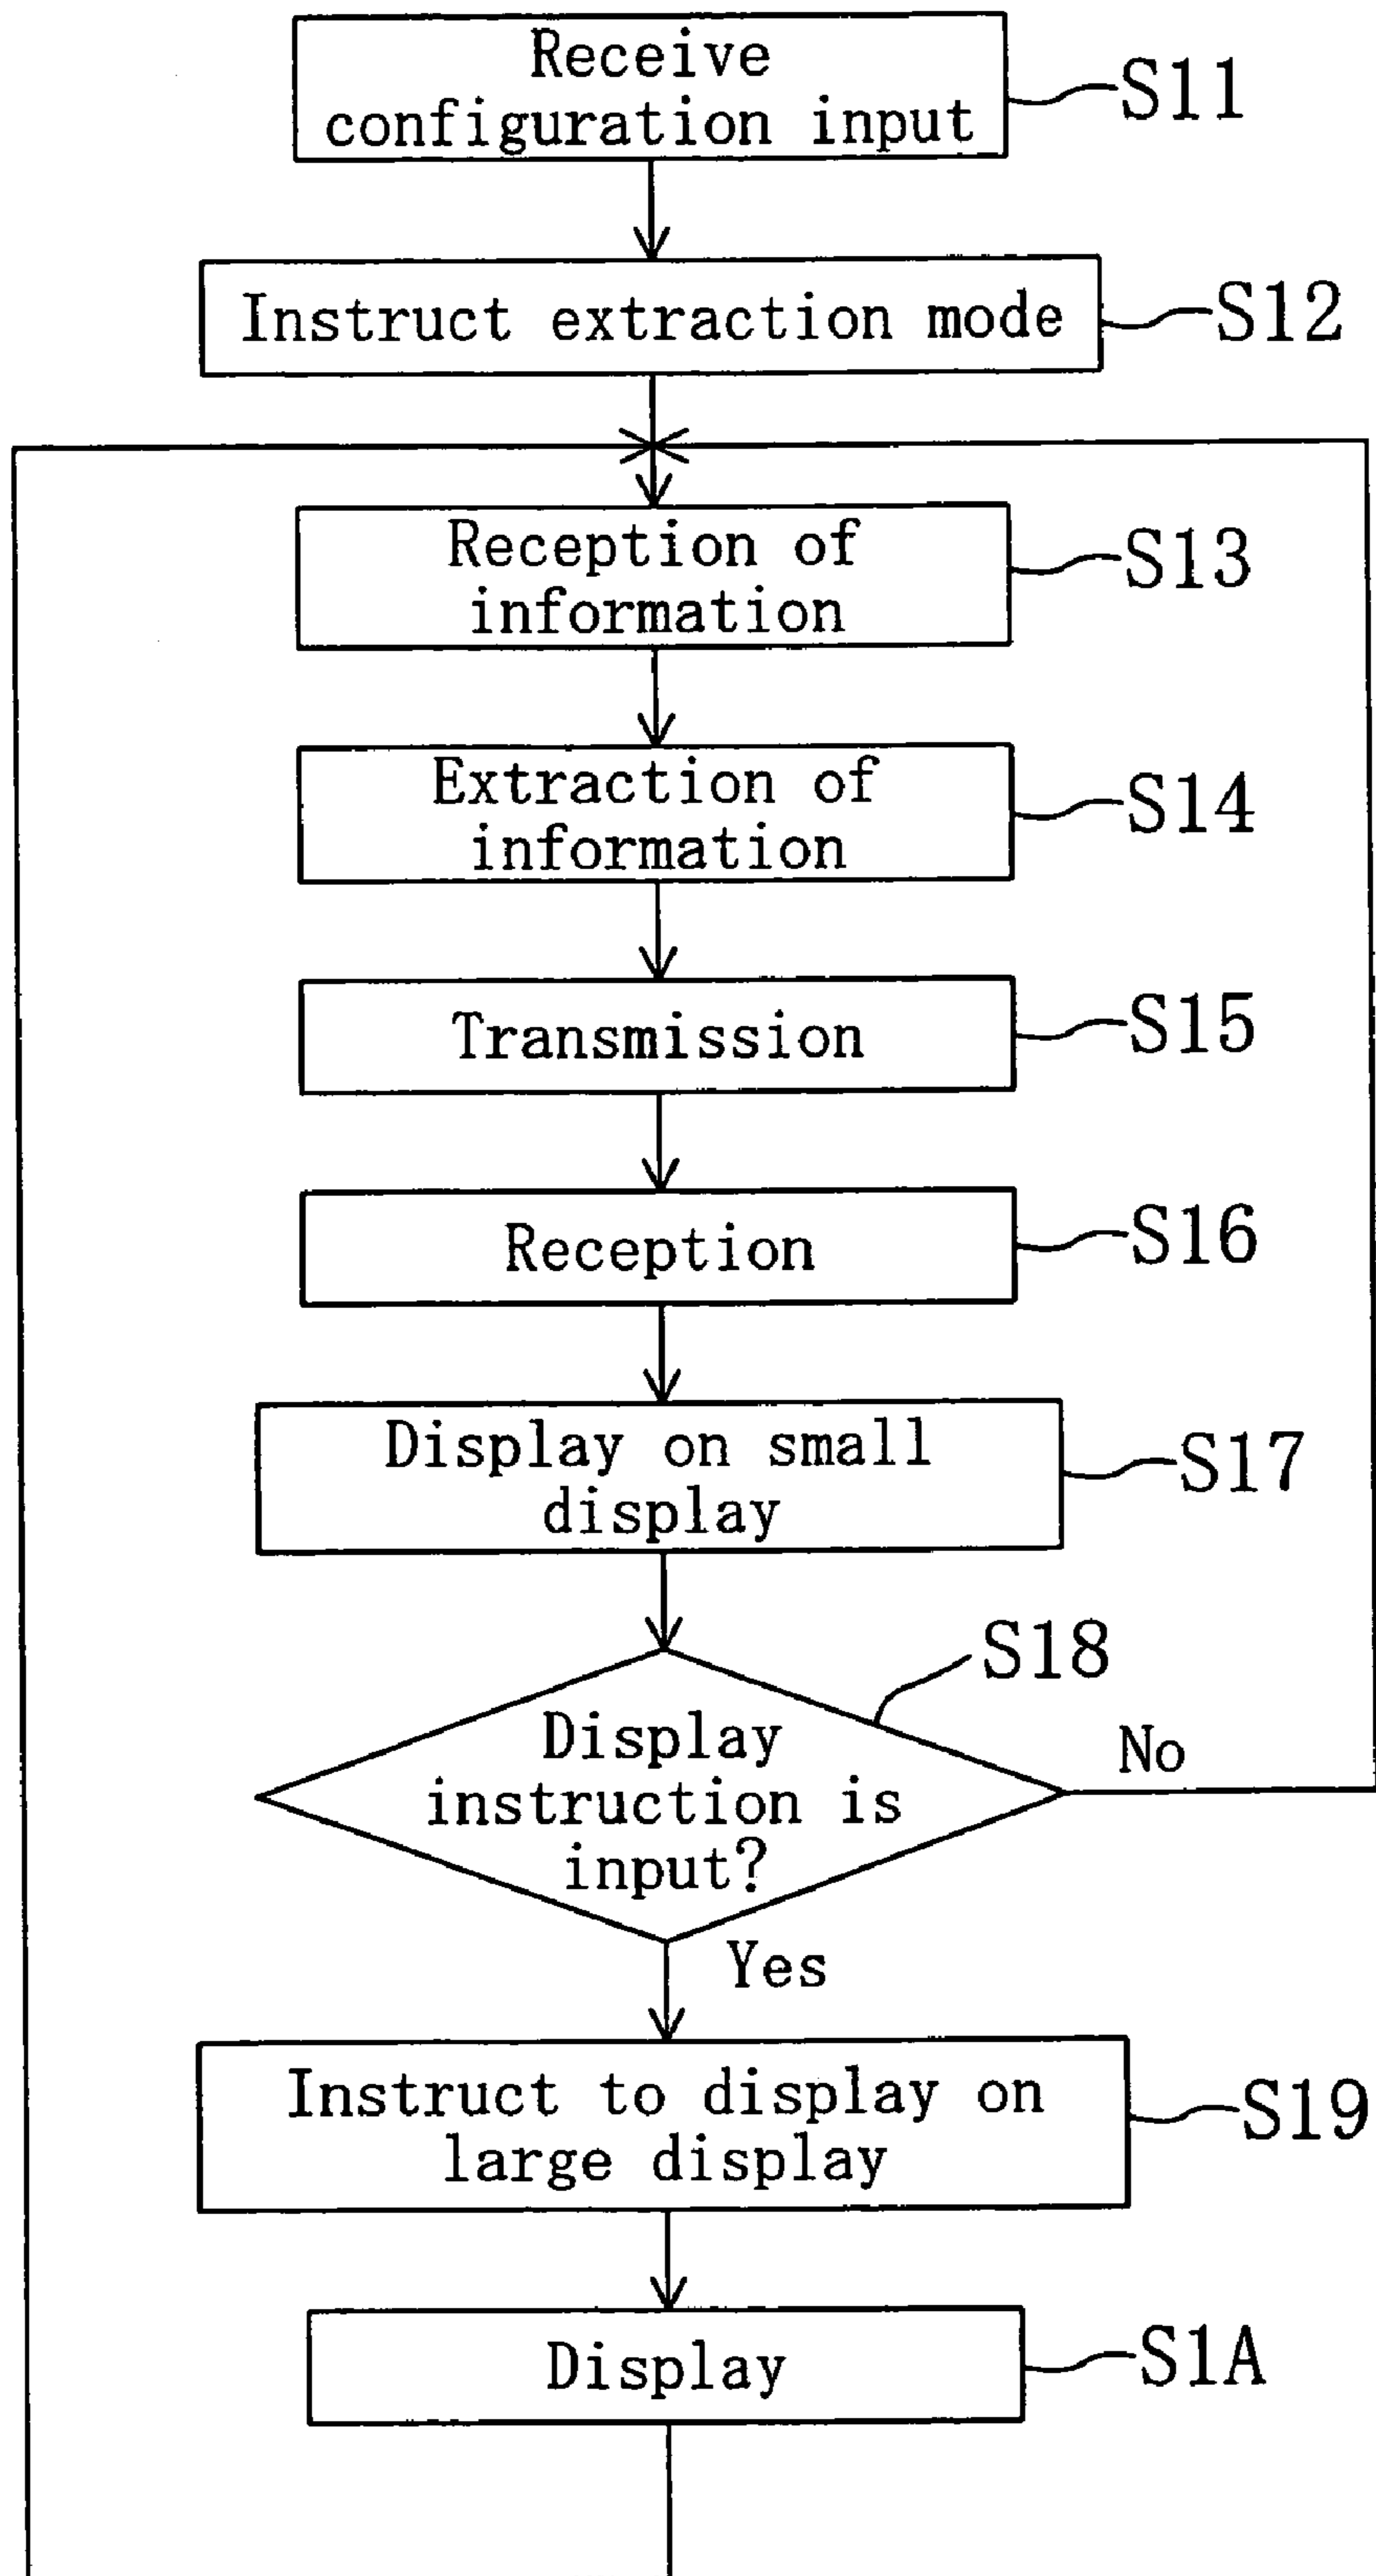 Receive
configuration input
S11
Instruct extraction mode
S12
Reception of
information
S13
Extraction of
information
S14
Transmission
S15
Reception
S16
Display on small
display
S17
S18
Display
instruction is
input?
No
Yes
Instruct to display on
large display
S19
Display
S1A